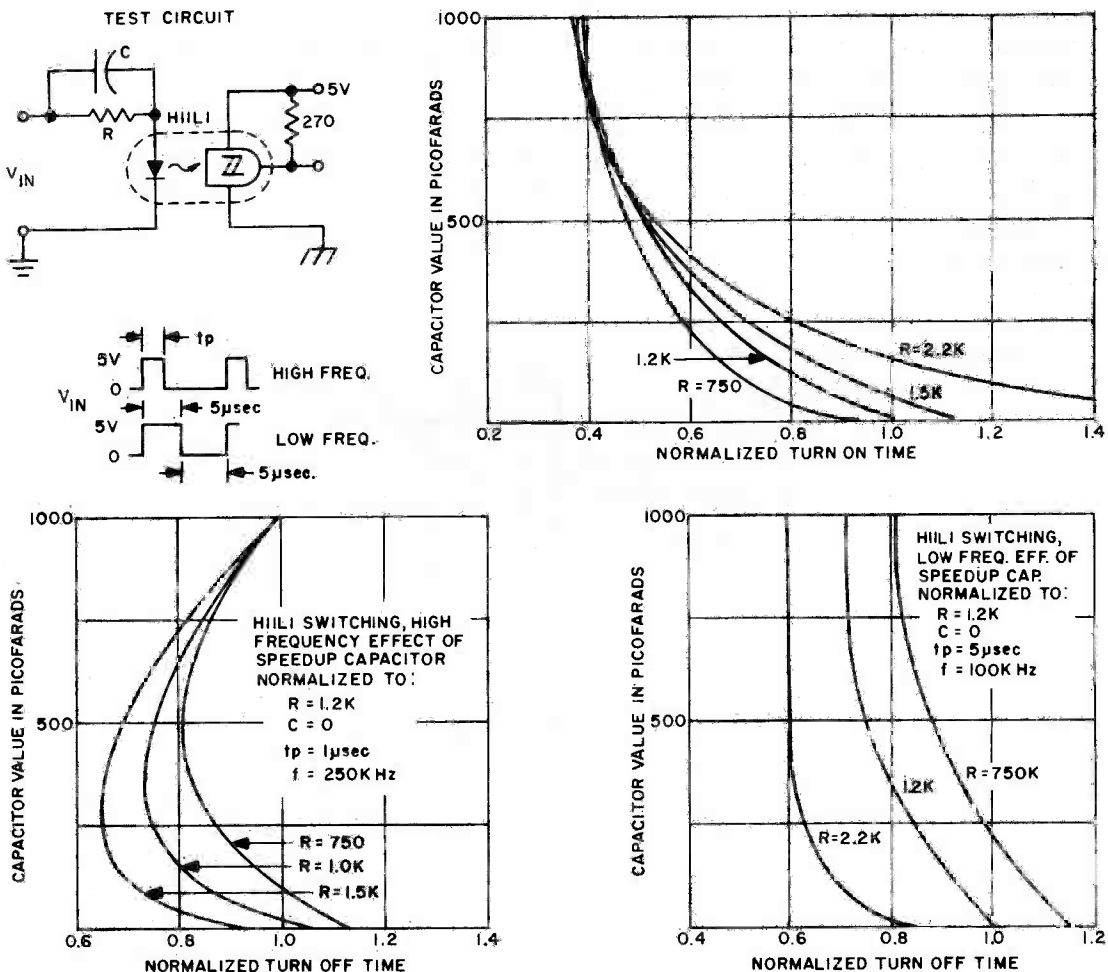 TEST CIRCUIT
C
R
HIILI
5V
270
VIN
tp
5V
0
HIGH FREQ.
VIN
5µsec
5V
0
LOW FREQ.
5µsec.
CAPACITOR VALUE IN PICOFARADS
1000
500
1.2K
R=750
R=2.2K
1.5K
0.2 0.4 0.6 0.8 1.0 1.2 1.4
NORMALIZED TURN ON TIME
CAPACITOR VALUE IN PICOFARADS
1000
500
0
HIILI SWITCHING, HIGH
FREQUENCY EFFECT OF
SPEEDUP CAPACITOR
NORMALIZED TO:
R = 1.2K
C = 0
tp = 1µsec
f = 250K Hz
R = 750
R = 1.0K
R = 1.5K
0.6 0.8 1.0 1.2 1.4
NORMALIZED TURN OFF TIME
CAPACITOR VALUE IN PICOFARADS
1000
500
HIILI SWITCHING,
LOW FREQ. EFF. OF
SPEEDUP CAP.
NORMALIZED TO:
R = 1.2K
C = 0
tp = 5µsec
f = 100K Hz
R=750K
1.2K
R=2.2K
0.4 0.6 0.8 1.0 1.2
NORMALIZED TURN OFF TIME